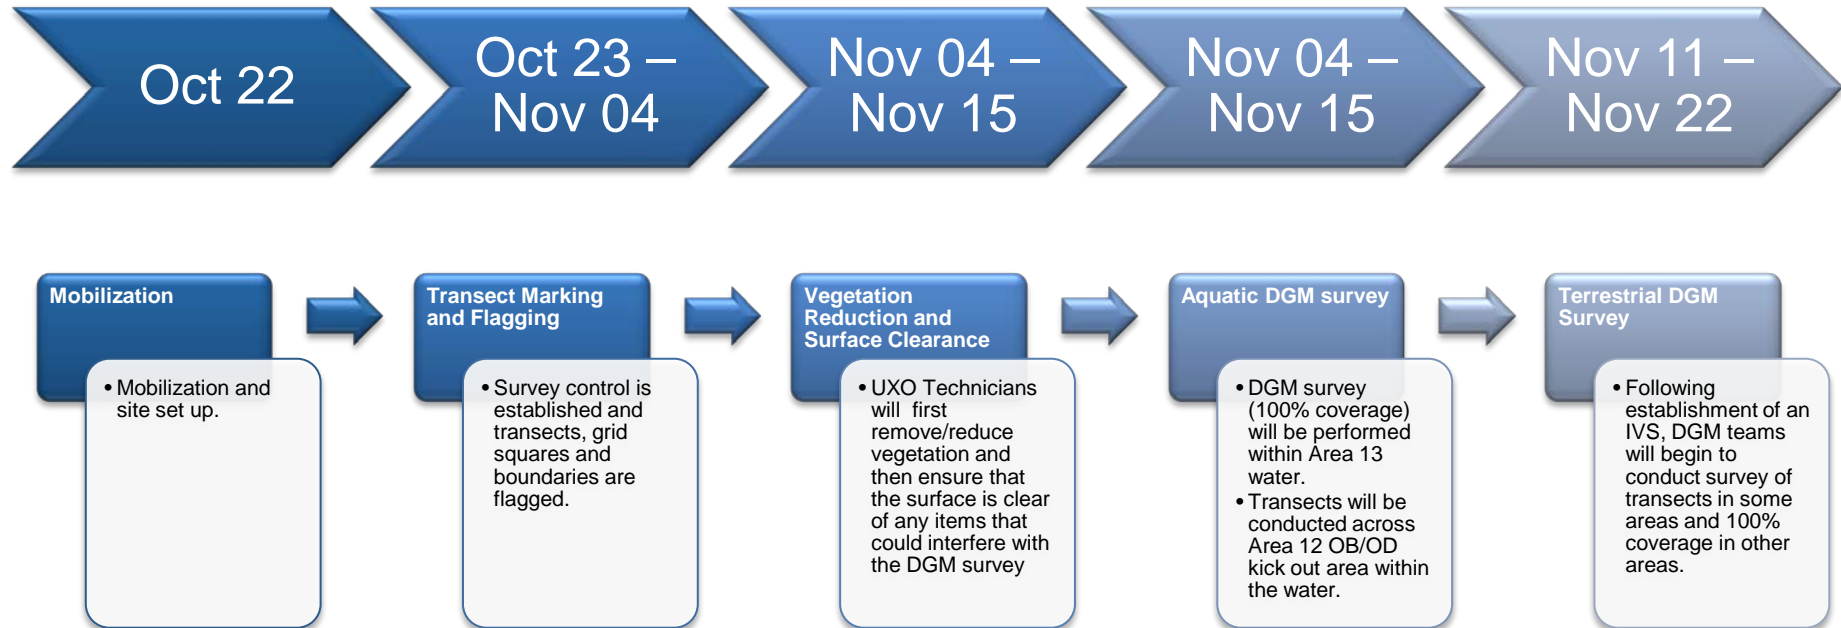 Oct 22
Oct 23 –
Nov 04
Nov 04 –
Nov 15
Nov 04 –
Nov 15
Nov 11 –
Nov 22
Mobilization
• Mobilization and
site set up.
Transect Marking
and Flagging
• Survey control is
established and
transects, grid
squares and
boundaries are
flagged.
Vegetation
Reduction and
Surface Clearance
• UXO Technicians
will first
remove/reduce
vegetation and
then ensure that
the surface is clear
of any items that
could interfere with
the DGM survey
Aquatic DGM survey
• DGM survey
(100% coverage)
will be performed
within Area 13
water.
• Transects will be
conducted across
Area 12 OB/OD
kick out area within
the water.
Terrestrial DGM
Survey
• Following
establishment of an
IVS, DGM teams
will begin to
conduct survey of
transects in some
areas and 100%
coverage in other
areas.